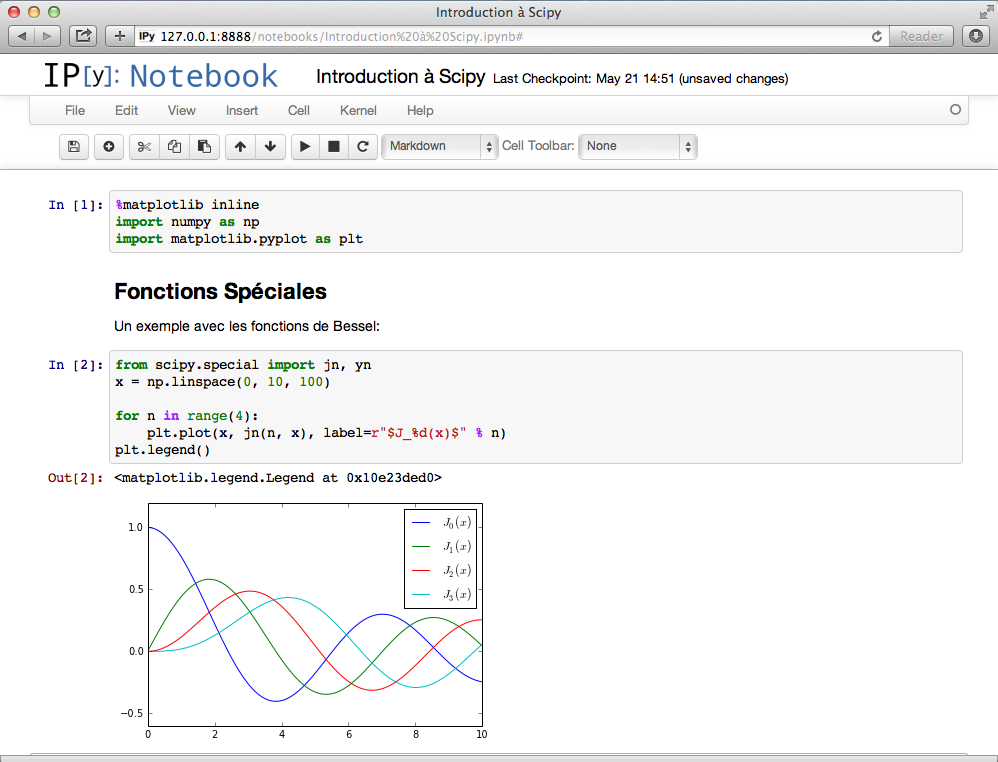 Introduction à Scipy
IPy 127.0.0.1:8888/notebooks/Introduction%20à%20Scipy.ipynb#
Reader
IP[y]: Notebook
Introduction à Scipy Last Checkpoint: May 21 14:51 (unsaved changes)
File Edit View Insert Cell Kernel Help
Markdown Cell Toolbar: None
In [1]: %matplotlib inline
import numpy as np
import matplotlib.pyplot as plt
Fonctions Spéciales
Un exemple avec les fonctions de Bessel:
In [2]: from scipy.special import jn, yn
x = np.linspace(0, 10, 100)
for n in range(4):
    plt.plot(x, jn(n, x), label=r"$J_%d(x)$" % n)
plt.legend()
Out[2]: <matplotlib.legend.Legend at 0x10e23ded0>
J0(x)
J1(x)
J2(x)
J3(x)
1.0
0.5
0.0
−0.5
0 2 4 6 8 10